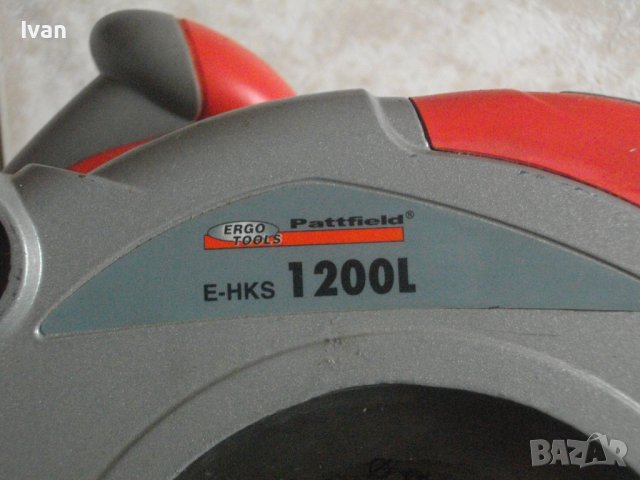 Ivan
ERGO TOOLS Pattfield®
E-HKS 1200L
BAZAR